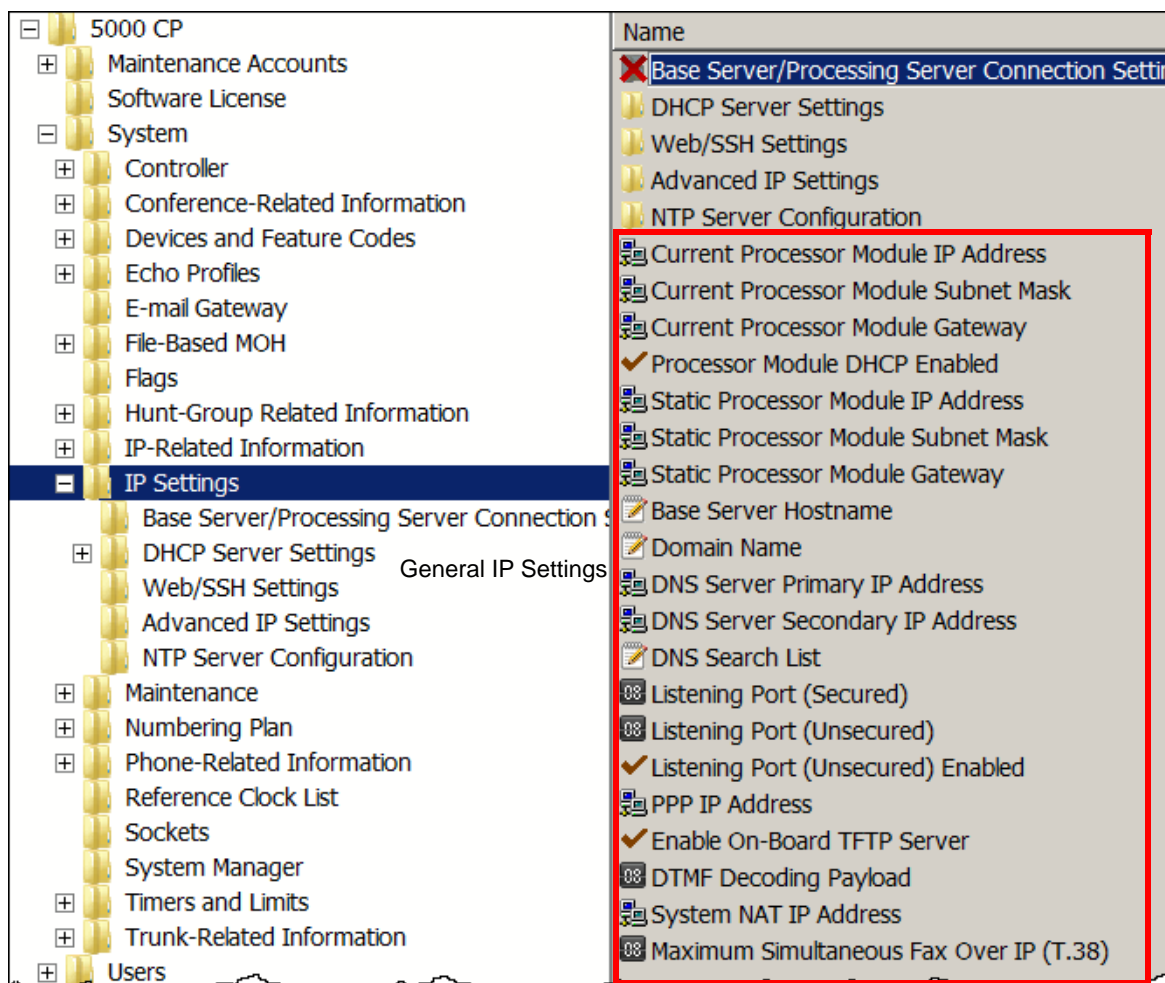 5000 CP
Maintenance Accounts
Software License
System
Controller
Conference-Related Information
Devices and Feature Codes
Echo Profiles
E-mail Gateway
File-Based MOH
Flags
Hunt-Group Related Information
IP-Related Information
IP Settings
Base Server/Processing Server Connection
DHCP Server Settings
Web/SSH Settings
Advanced IP Settings
NTP Server Configuration
Maintenance
Numbering Plan
Phone-Related Information
Reference Clock List
Sockets
System Manager
Timers and Limits
Trunk-Related Information
Users
General IP Settings
Name
Base Server/Processing Server Connection Settin
DHCP Server Settings
Web/SSH Settings
Advanced IP Settings
NTP Server Configuration
Current Processor Module IP Address
Current Processor Module Subnet Mask
Current Processor Module Gateway
Processor Module DHCP Enabled
Static Processor Module IP Address
Static Processor Module Subnet Mask
Static Processor Module Gateway
Base Server Hostname
Domain Name
DNS Server Primary IP Address
DNS Server Secondary IP Address
DNS Search List
Listening Port (Secured)
Listening Port (Unsecured)
Listening Port (Unsecured) Enabled
PPP IP Address
Enable On-Board TFTP Server
DTMF Decoding Payload
System NAT IP Address
Maximum Simultaneous Fax Over IP (T.38)